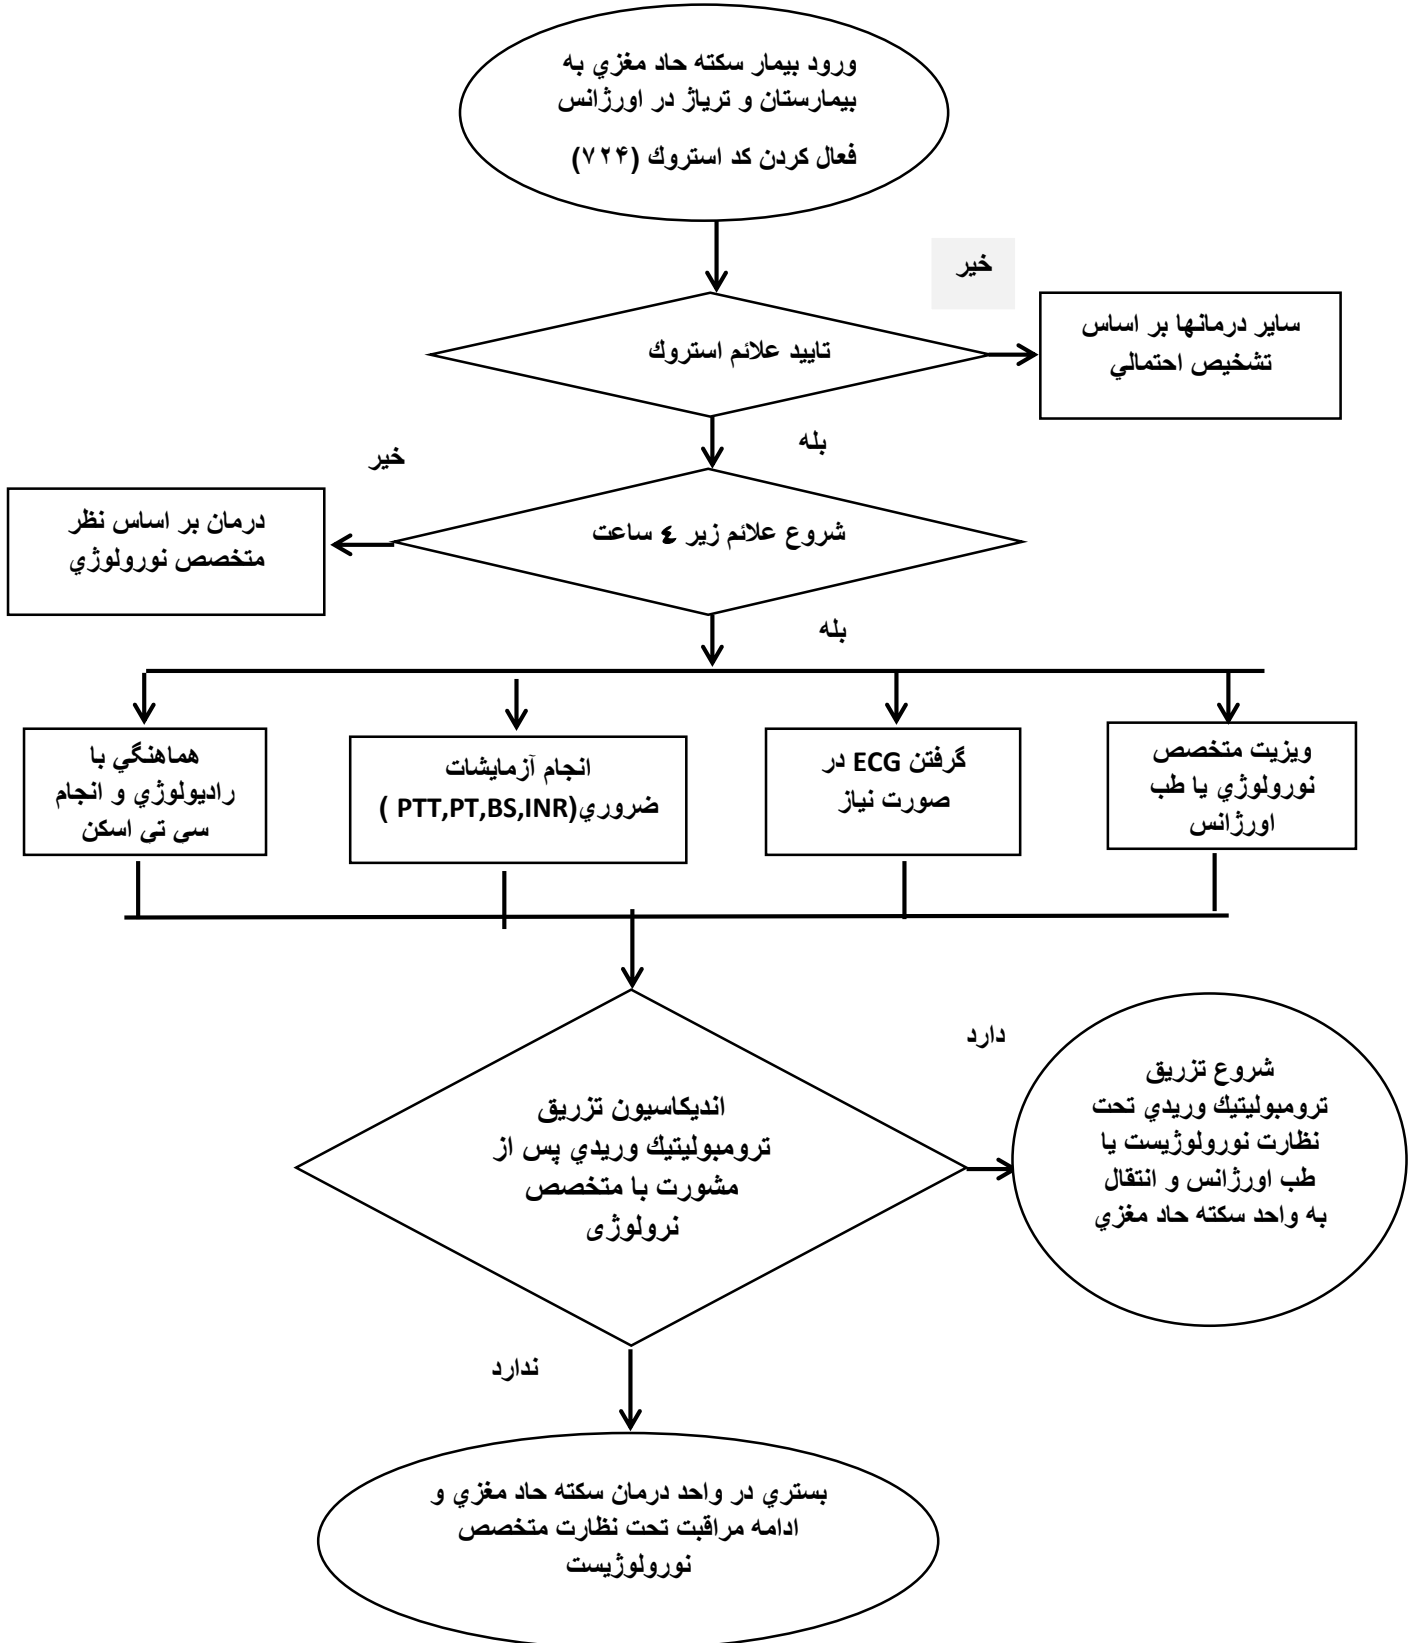 ورود بيمار سكته حاد مغزي به
بيمارستان و ترياژ در اورژانس
فعال كردن كد استروك (۷۲۴)
خير
تاييد علائم استروك
ساير درمانها بر اساس
تشخيص احتمالي
بله
خير
شروع علائم زير ٤ ساعت
درمان بر اساس نظر
متخصص نورولوژي
بله
ويزيت متخصص
نورولوژي يا طب
اورژانس
گرفتن ECG در
صورت نياز
انجام آزمايشات
ضروري(PTT,PT,BS,INR )
هماهنگي با
راديولوژي و انجام
سی تی اسکن
دارد
انديكاسيون تزريق
ترومبوليتيك وريدي پس از
مشورت با متخصص
نرولوژی
شروع تزريق
ترومبوليتيك وريدي تحت
نظارت نورولوژيست يا
طب اورژانس و انتقال
به واحد سكته حاد مغزي
ندارد
بستري در واحد درمان سكته حاد مغزي و
ادامه مراقبت تحت نظارت متخصص
نورولوژيست